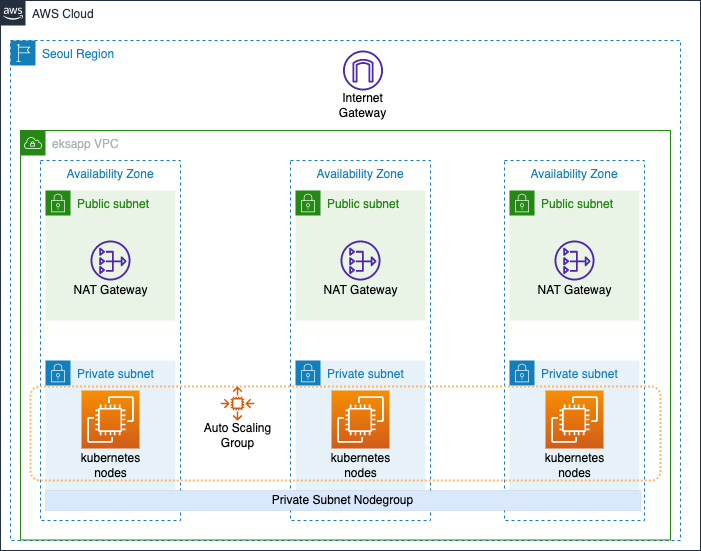 aws
AWS Cloud
Seoul Region
Internet
Gateway
eksapp VPC
Availability Zone
Availability Zone
Availability Zone
Public subnet
Public subnet
Public subnet
NAT Gateway
NAT Gateway
NAT Gateway
Private subnet
Private subnet
Private subnet
Auto Scaling
Group
kubernetes
nodes
kubernetes
nodes
kubernetes
nodes
Private Subnet Nodegroup